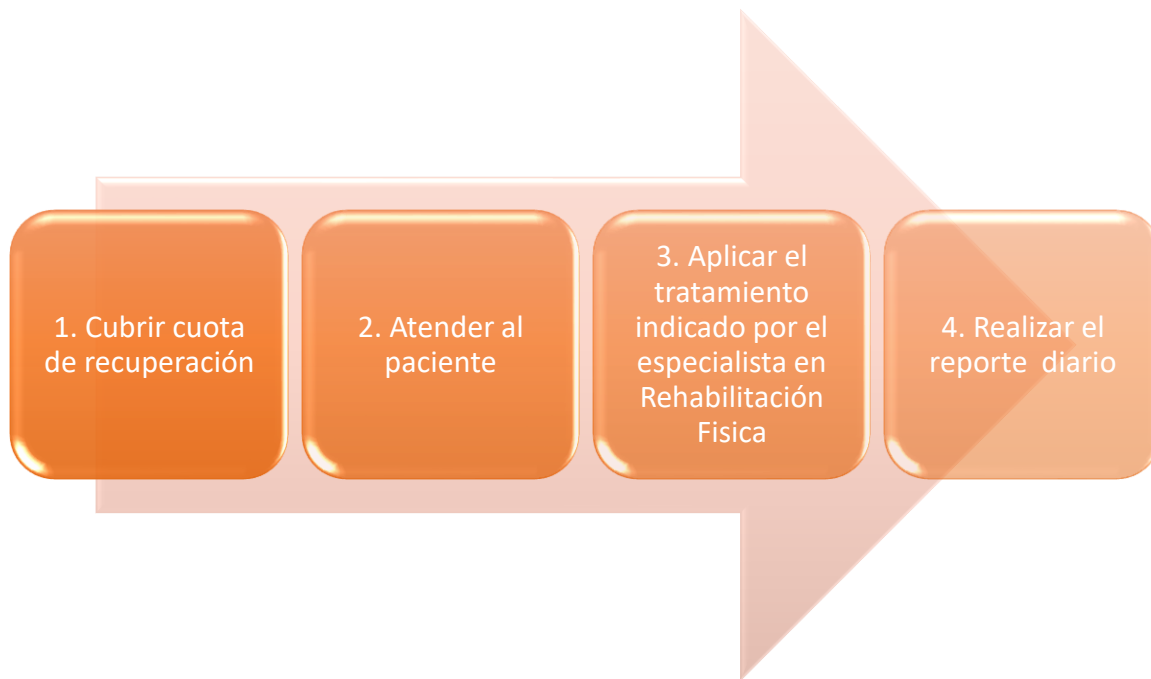 1. Cubrir cuota
de recuperación
2. Atender al
paciente
3. Aplicar el
tratamiento
indicado por el
especialista en
Rehabilitación
Fisica
4. Realizar el
reporte  diario